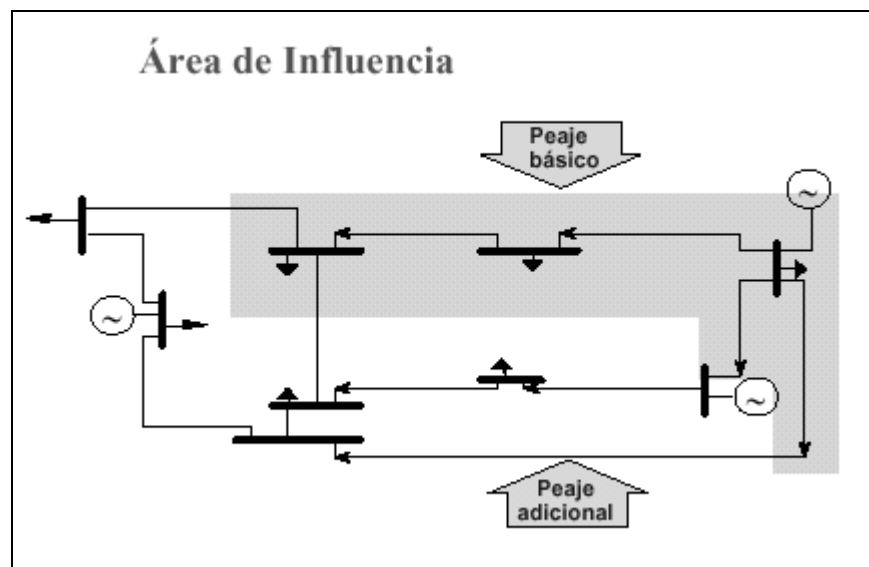 Área de Influencia
Peaje
básico
~
~
~
Peaje
adicional